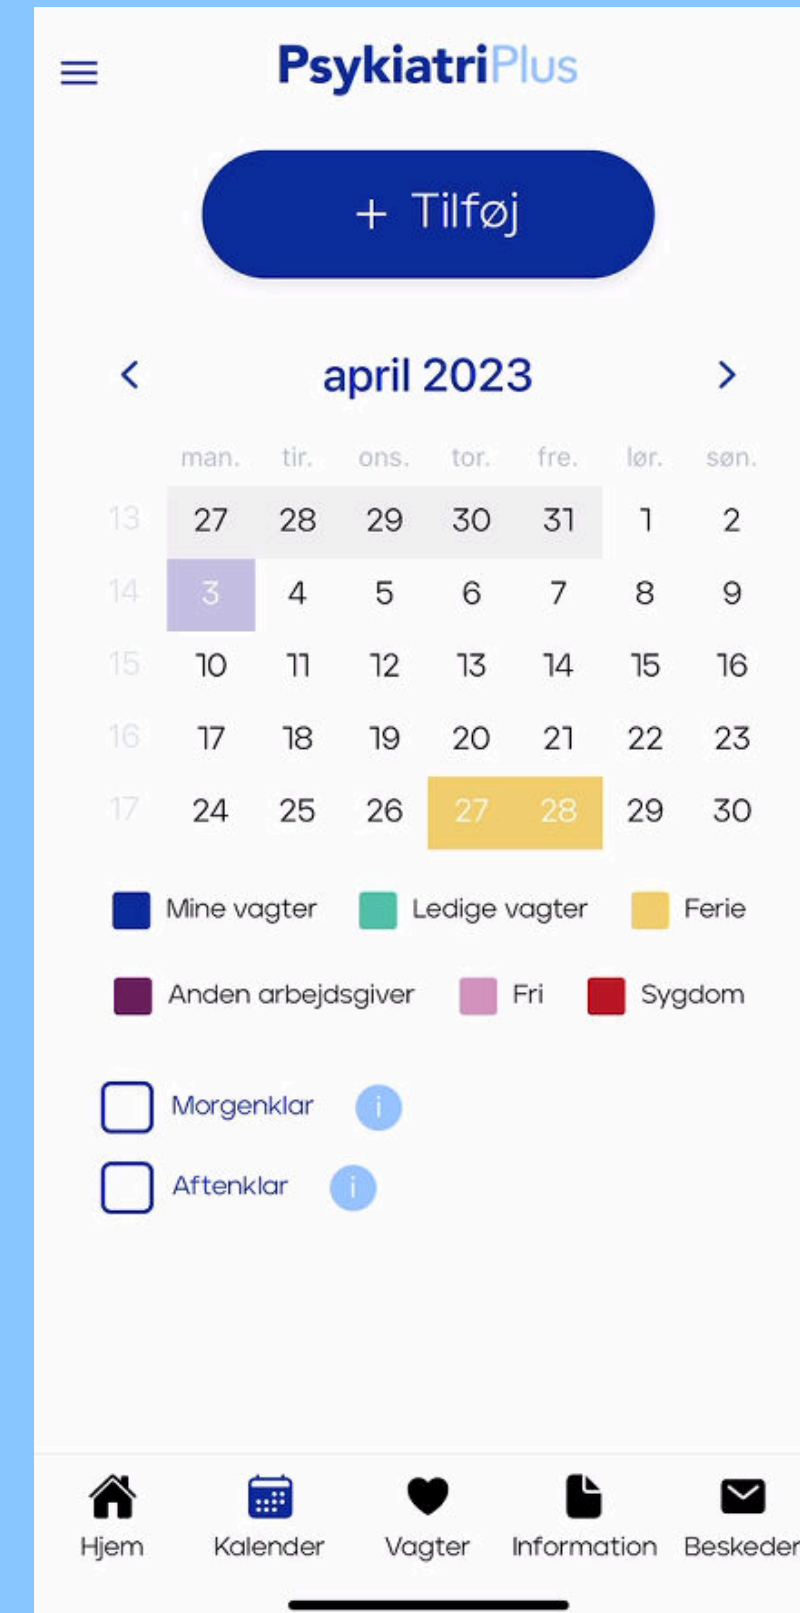 PsykiatriPlus
+ Tilføj
< april 2023 >
man. tir. ons. tor. fre. lør. søn.
13 27 28 29 30 31 1 2
14 3 4 5 6 7 8 9
15 10 11 12 13 14 15 16
16 17 18 19 20 21 22 23
17 24 25 26 27 28 29 30
Mine vagter Ledige vagter Ferie
Anden arbejdsgiver Fri Sygdom
Morgenklar i
Aftenklar i
Hjem Kalender Vagter Information Beskeder